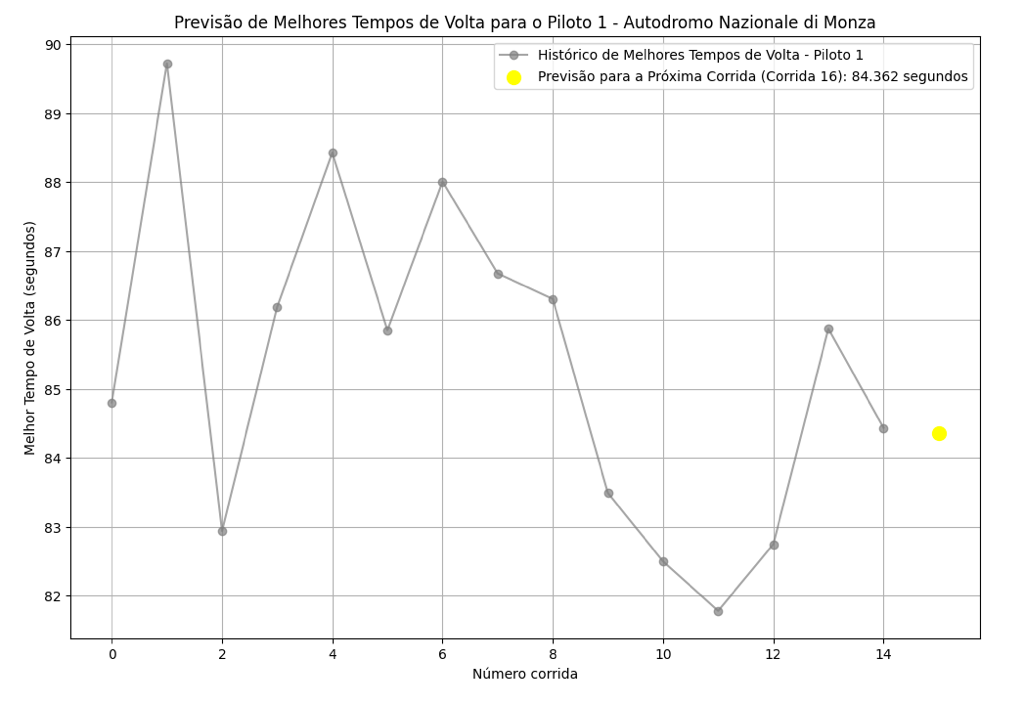 Previsão de Melhores Tempos de Volta para o Piloto 1 - Autodromo Nazionale di Monza
Histórico de Melhores Tempos de Volta - Piloto 1
Previsão para a Próxima Corrida (Corrida 16): 84.362 segundos
90
89
88
87
86
85
84
83
82
Melhor Tempo de Volta (segundos)
0 2 4 6 8 10 12 14
Número corrida